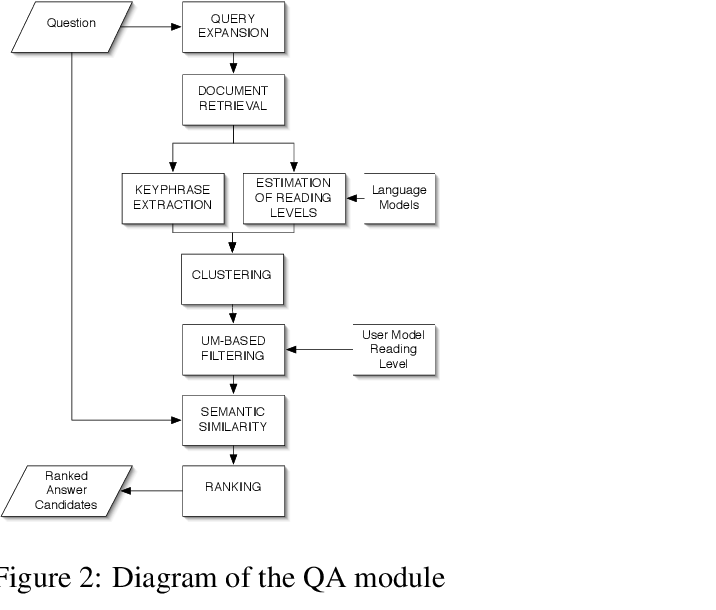 Question
QUERY
EXPANSION
DOCUMENT
RETRIEVAL
KEYPHRASE
EXTRACTION
ESTIMATION
OF READING
LEVELS
Language
Models
CLUSTERING
UM-BASED
FILTERING
User Model
Reading
Level
SEMANTIC
SIMILARITY
Ranked
Answer
Candidates
RANKING
Figure 2: Diagram of the QA module